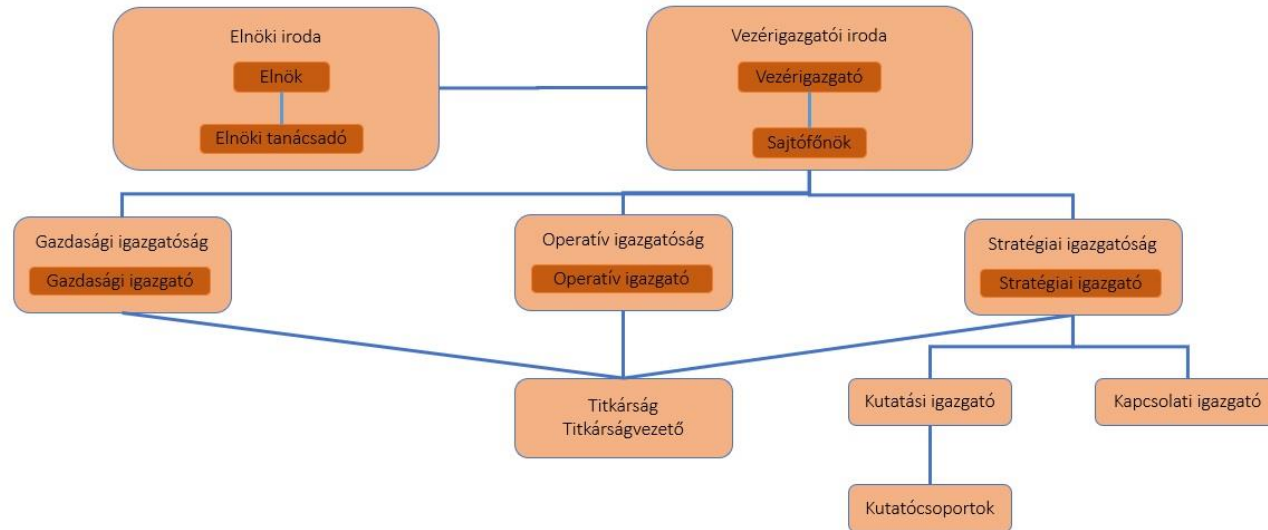 Elnöki iroda
Elnök
Elnöki tanácsadó
Vezérigazgatói iroda
Vezérigazgató
Sajtófőnök
Gazdasági igazgatóság
Gazdasági igazgató
Operatív igazgatóság
Operatív igazgató
Stratégiai igazgatóság
Stratégiai igazgató
Titkárság
Titkárságvezető
Kutatási igazgató
Kapcsolati igazgató
Kutatócsoportok